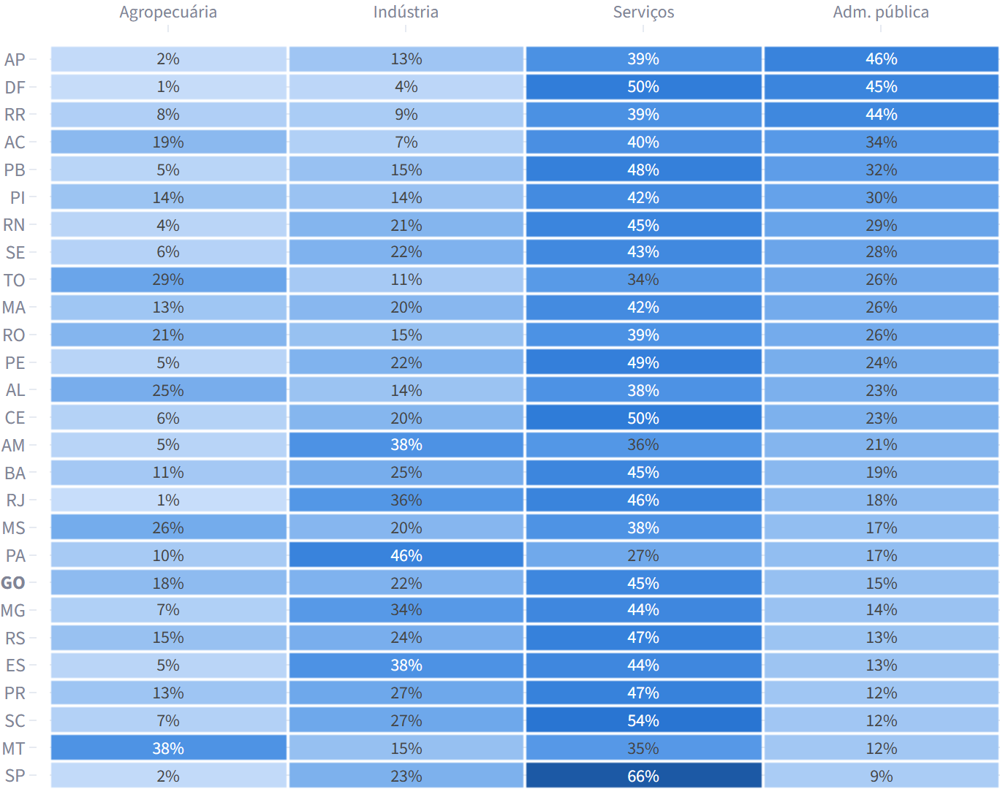 Agropecuária Indústria Serviços Adm. pública
AP 2% 13% 39% 46%
DF 1% 4% 50% 45%
RR 8% 9% 39% 44%
AC 19% 7% 40% 34%
PB 5% 15% 48% 32%
PI 14% 14% 42% 30%
RN 4% 21% 45% 29%
SE 6% 22% 43% 28%
TO 29% 11% 34% 26%
MA 13% 20% 42% 26%
RO 21% 15% 39% 26%
PE 5% 22% 49% 24%
AL 25% 14% 38% 23%
CE 6% 20% 50% 23%
AM 5% 38% 36% 21%
BA 11% 25% 45% 19%
RJ 1% 36% 46% 18%
MS 26% 20% 38% 17%
PA 10% 46% 27% 17%
GO 18% 22% 45% 15%
MG 7% 34% 44% 14%
RS 15% 24% 47% 13%
ES 5% 38% 44% 13%
PR 13% 27% 47% 12%
SC 7% 27% 54% 12%
MT 38% 15% 35% 12%
SP 2% 23% 66% 9%